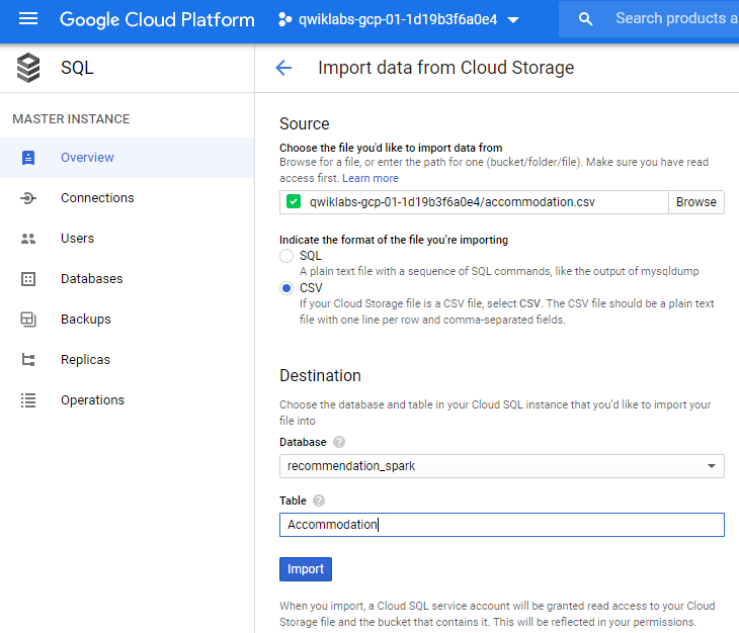 Google Cloud Platform
qwiklabs-gcp-01-1d19b3f6a0e4
Search products a
SQL
Import data from Cloud Storage
MASTER INSTANCE
Overview
Connections
Users
Databases
Backups
Replicas
Operations
Source
Choose the file you'd like to import data from
Browse for a file, or enter the path for one (bucket/folder/file). Make sure you have read
access first. Learn more
qwiklabs-gcp-01-1d19b3f6a0e4/accommodation.csv
Browse
Indicate the format of the file you're importing
SQL
A plain text file with a sequence of SQL commands, like the output of mysqldump
CSV
If your Cloud Storage file is a CSV file, select CSV. The CSV file should be a plain text
file with one line per row and comma-separated fields.
Destination
Choose the database and table in your Cloud SQL instance that you'd like to import your
file into
Database ?
recommendation_spark
Table ?
Accommodation
Import
When you import, a Cloud SQL service account will be granted read access to your Cloud
Storage file and the bucket that contains it. This will be reflected in your permissions.